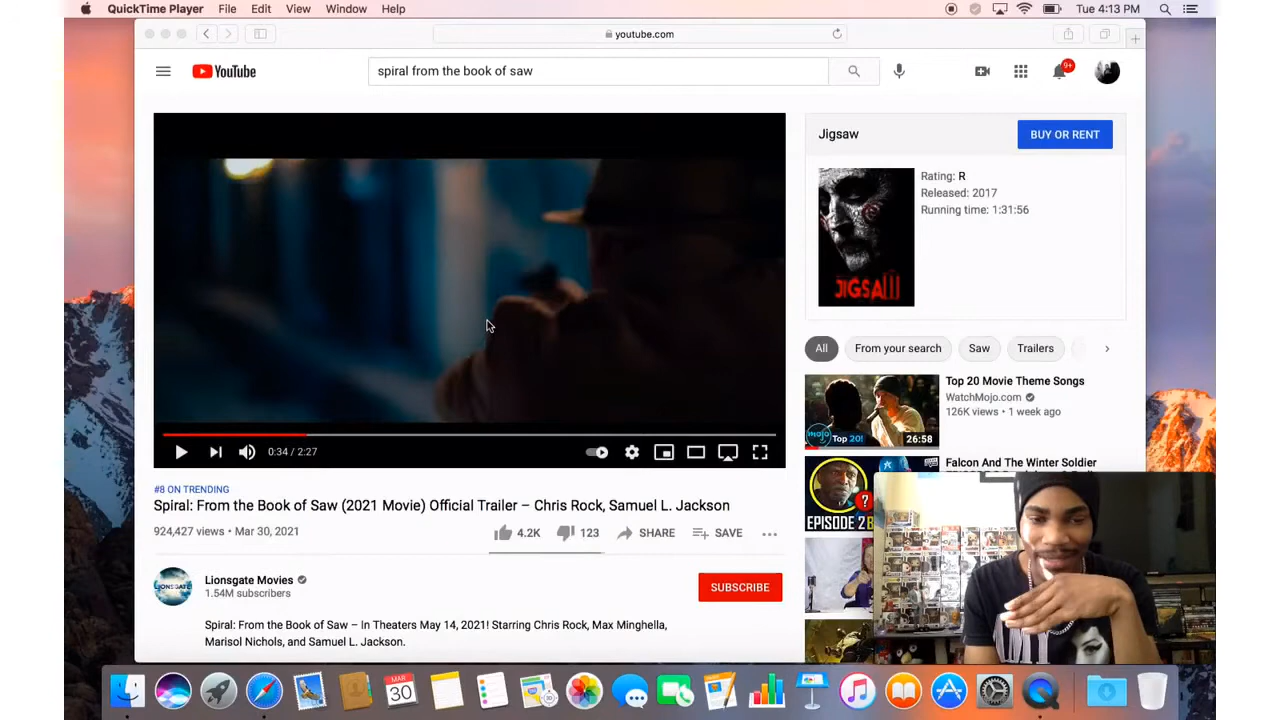 QuickTime Player File Edit View Window Help Tue 4:13 PM
youtube.com
YouTube spiral from the book of saw 9+
Jigsaw BUY OR RENT
Rating: R
Released: 2017
Running time: 1:31:56
JIGSAW
0:34 / 2:27
All From your search Saw Trailers
Top 20 Movie Theme Songs
WatchMojo.com
126K views • 1 week ago
mojo Top 20! 26:58
Falcon And The Winter Soldier
EPISODE 2
#8 ON TRENDING
Spiral: From the Book of Saw (2021 Movie) Official Trailer – Chris Rock, Samuel L. Jackson
924,427 views • Mar 30, 2021 4.2K 123 SHARE SAVE
LIONSGATE
Lionsgate Movies
1.54M subscribers
SUBSCRIBE
Spiral: From the Book of Saw – In Theaters May 14, 2021! Starring Chris Rock, Max Minghella,
Marisol Nichols, and Samuel L. Jackson.
MAR
30